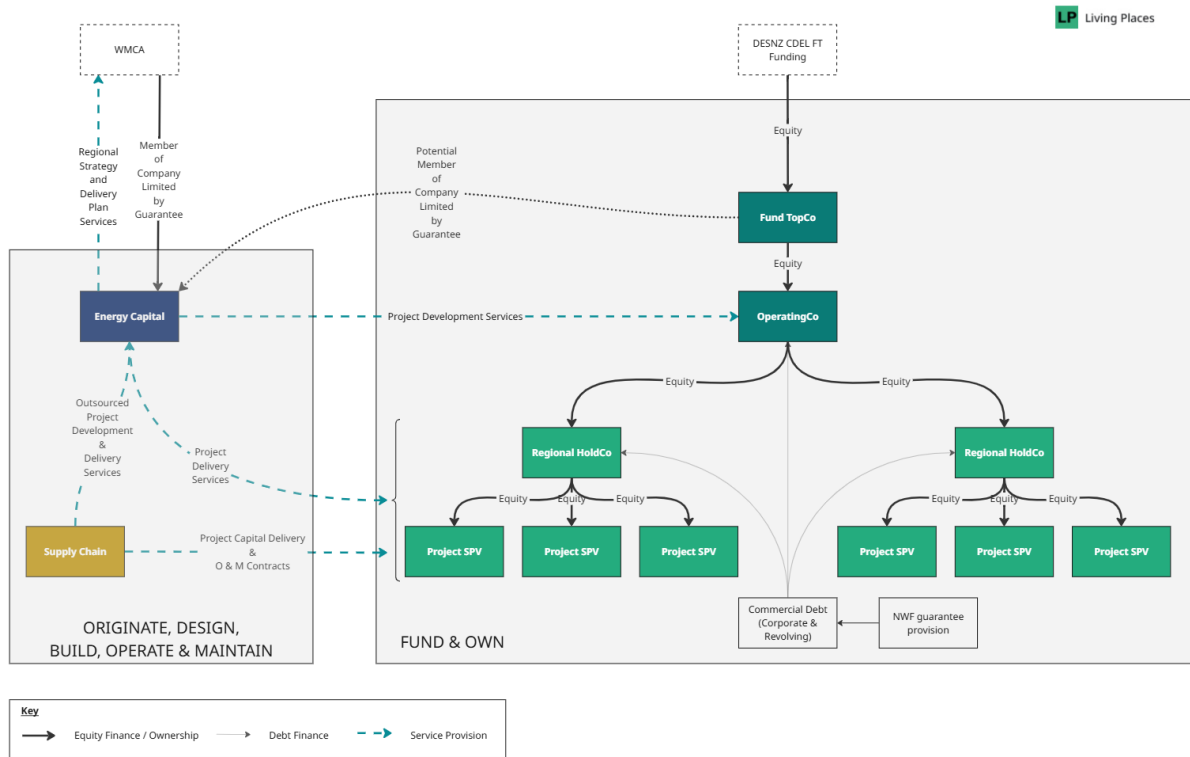 LP Living Places
WMCA
DESNZ CDEL FT
Funding
Regional
Strategy
and
Delivery
Plan
Services
Member
of
Company
Limited
by
Guarantee
Potential
Member
of
Company
Limited
by
Guarantee
Equity
Fund TopCo
Equity
Energy Capital
Project Development Services
OperatingCo
Equity
Equity
Outsourced
Project
Development
&
Delivery
Services
Project
Delivery
Services
Regional HoldCo
Regional HoldCo
Equity
Equity
Equity
Equity
Equity
Equity
Supply Chain
Project Capital Delivery
&
O & M Contracts
Project SPV
Project SPV
Project SPV
Project SPV
Project SPV
Project SPV
Commercial Debt
(Corporate &
Revolving)
NWF guarantee
provision
ORIGINATE, DESIGN,
BUILD, OPERATE & MAINTAIN
FUND & OWN
Key
Equity Finance / Ownership
Debt Finance
Service Provision